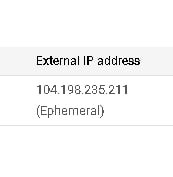 External IP address
104.198.235.211
(Ephemeral)